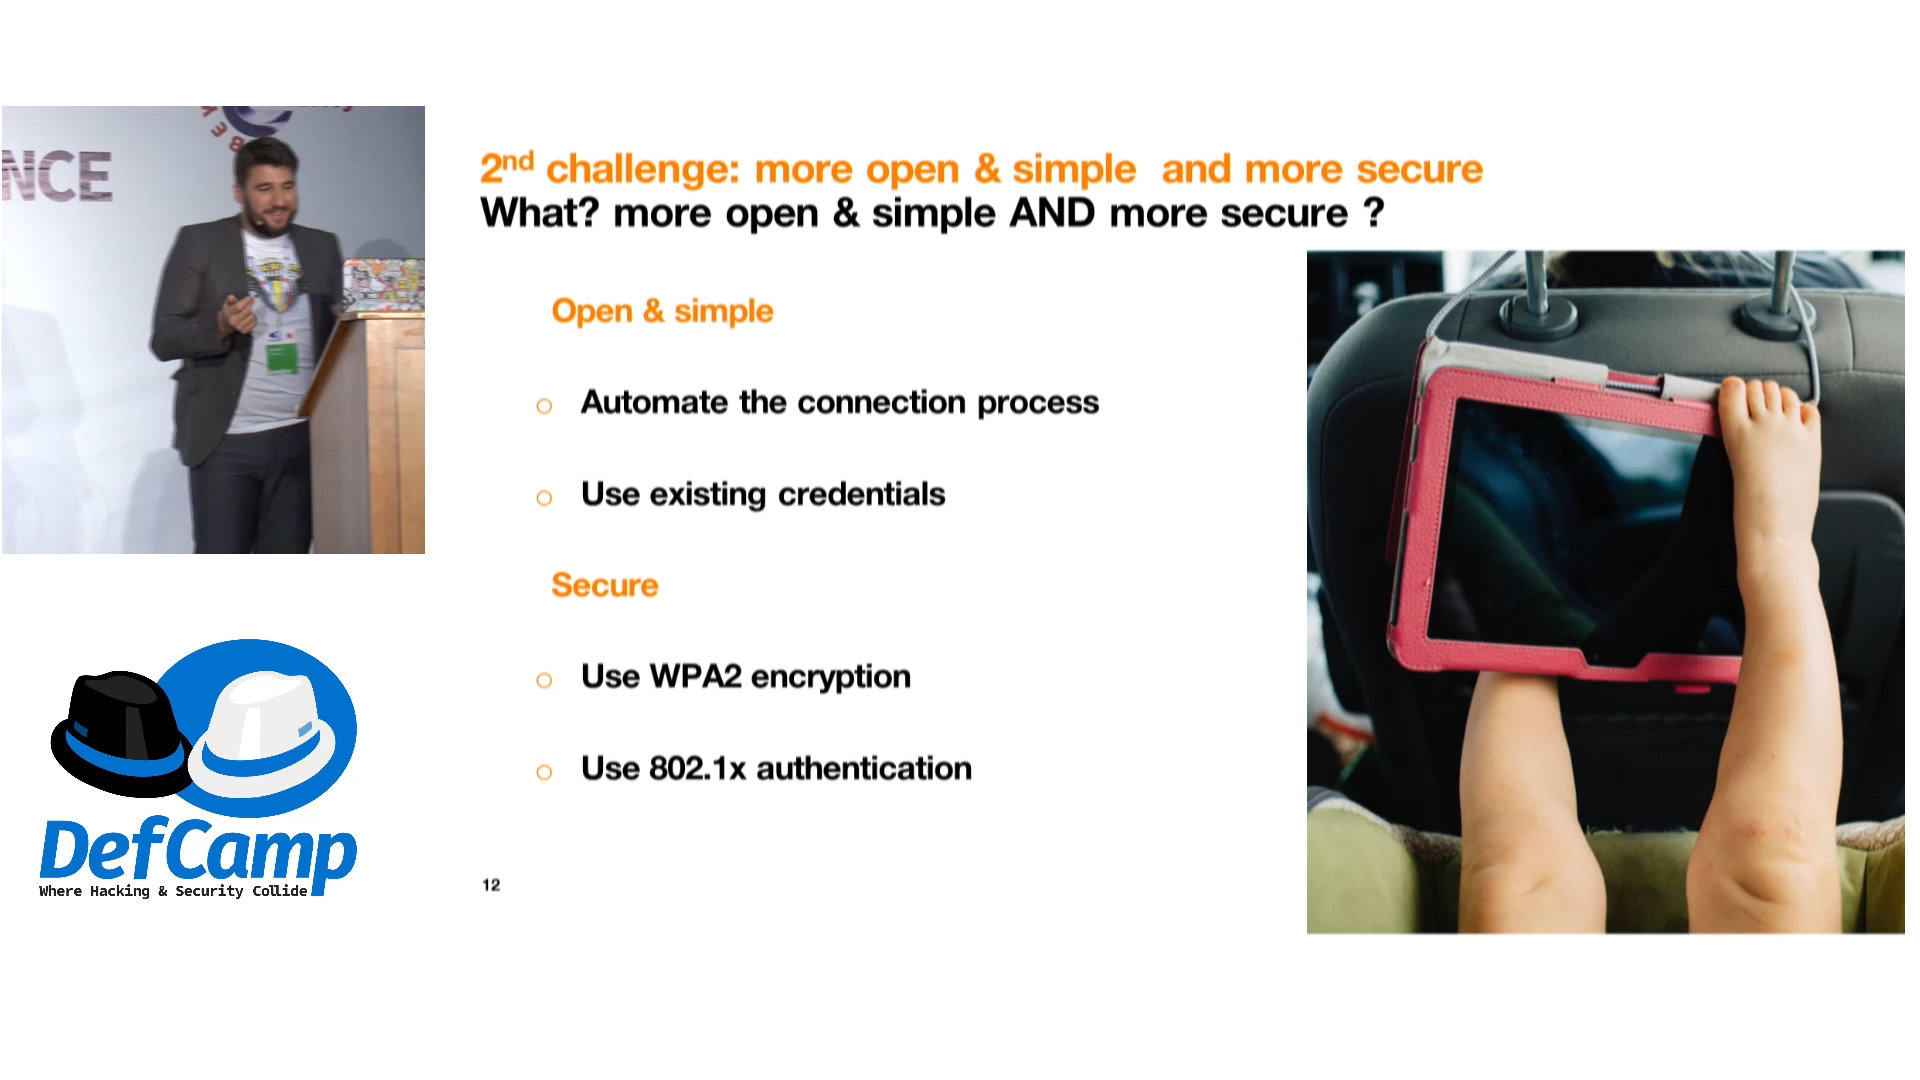 NCE
2nd challenge: more open & simple and more secure
What? more open & simple AND more secure ?
Open & simple
o Automate the connection process
o Use existing credentials
Secure
o Use WPA2 encryption
o Use 802.1x authentication
12
DefCamp
Where Hacking & Security Collide